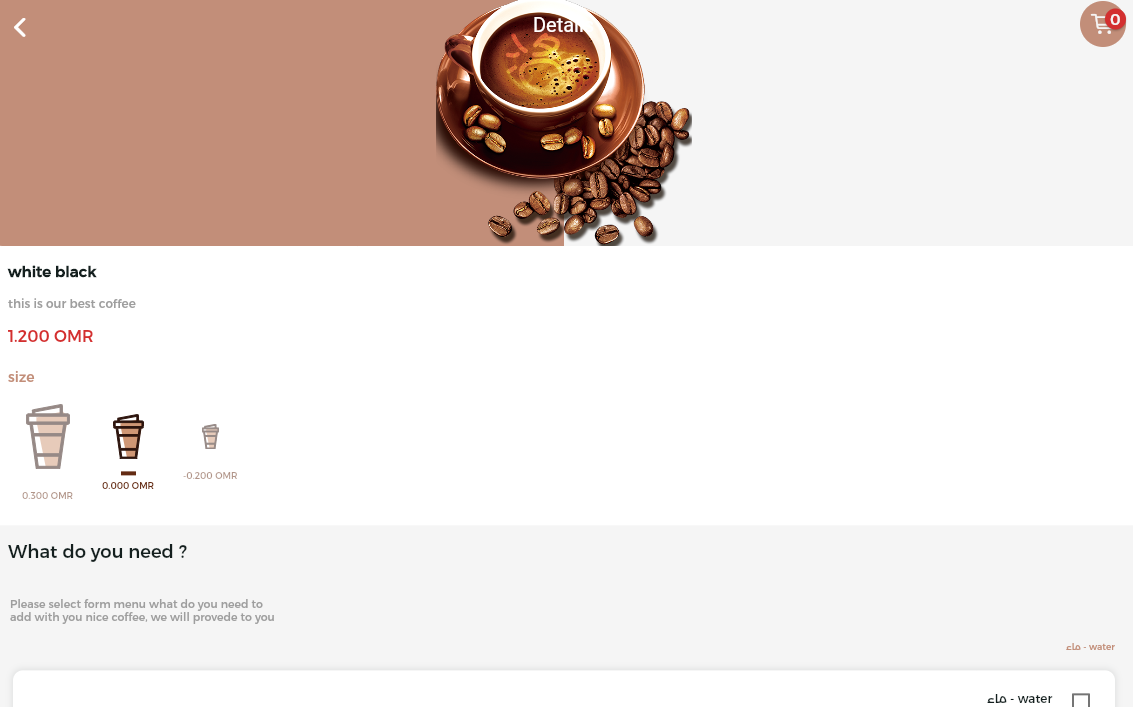 Detail
0
white black
this is our best coffee
1.200 OMR
size
0.300 OMR
0.000 OMR
-0.200 OMR
What do you need ?
Please select form menu what do you need to
add with you nice coffee, we will provede to you
ماء - water
ماء - water